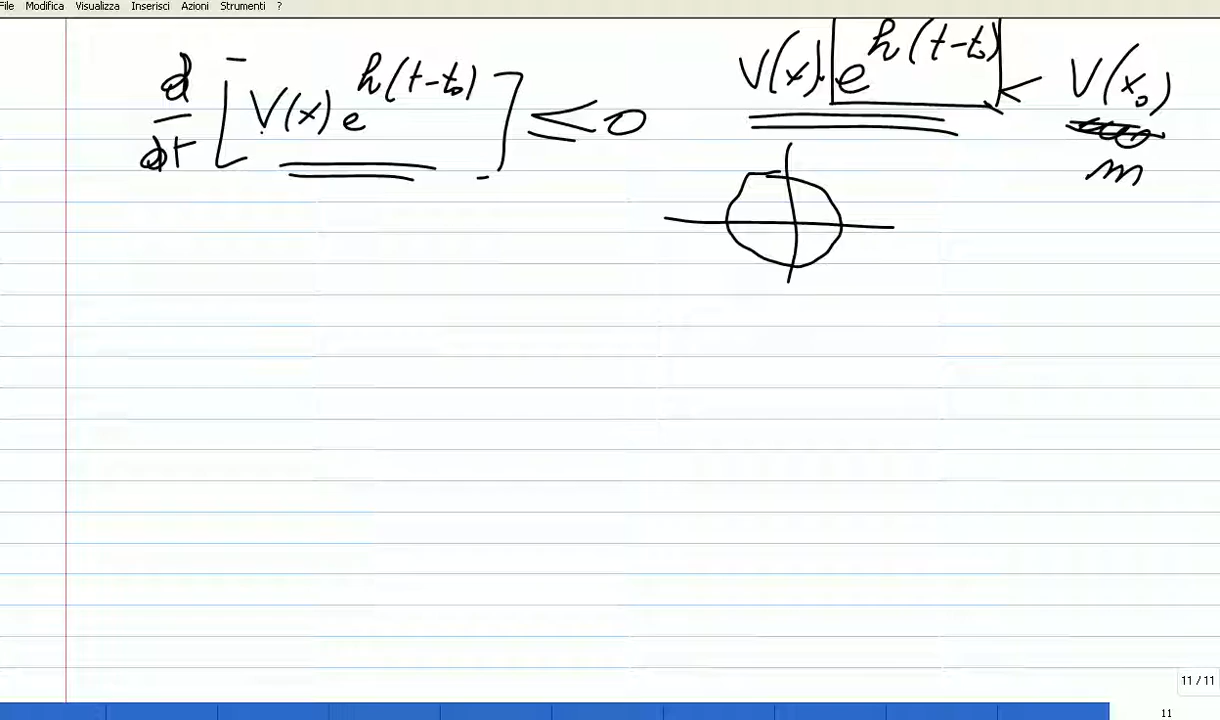 File Modifica Visualizza Inserisci Azioni Strumenti ?
d/dt [V(x) e^{h(t-t₀)}] ≤ 0
V(x)·e^{h(t-t₀)} < V(x₀)
m
11 / 11
11